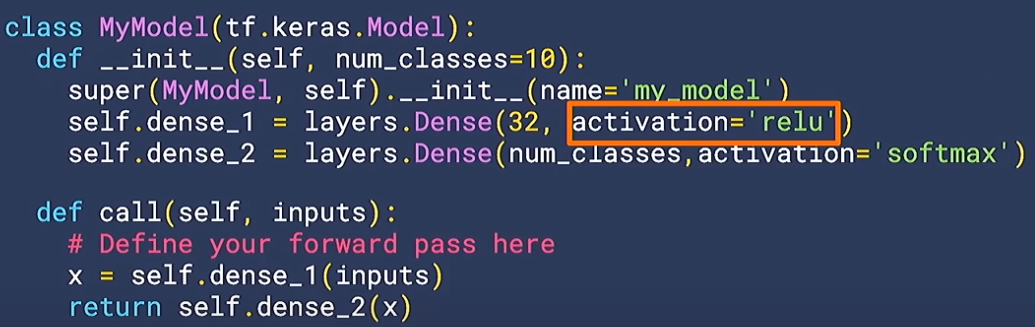 class MyModel(tf.keras.Model):
  def __init__(self, num_classes=10):
    super(MyModel, self).__init__(name='my_model')
    self.dense_1 = layers.Dense(32, activation='relu')
    self.dense_2 = layers.Dense(num_classes,activation='softmax')
  def call(self, inputs):
    # Define your forward pass here
    x = self.dense_1(inputs)
    return self.dense_2(x)